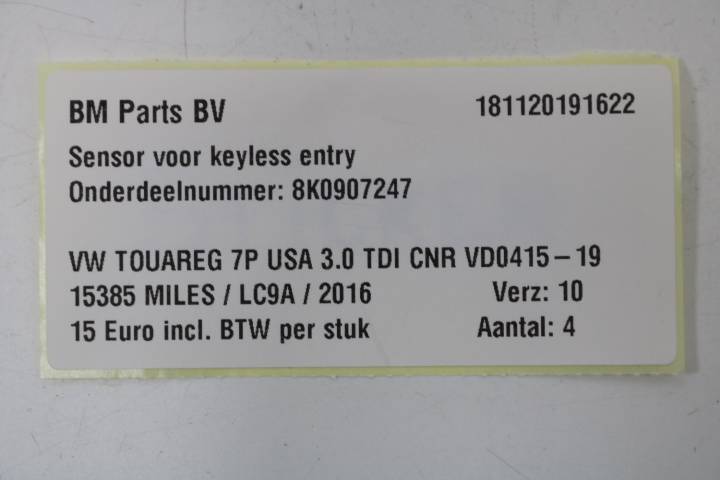 BM Parts BV 181120191622
Sensor voor keyless entry
Onderdeelnummer: 8K0907247
VW TOUAREG 7P USA 3.0 TDI CNR VD0415-19
15385 MILES / LC9A / 2016 Verz: 10
15 Euro incl. BTW per stuk Aantal: 4